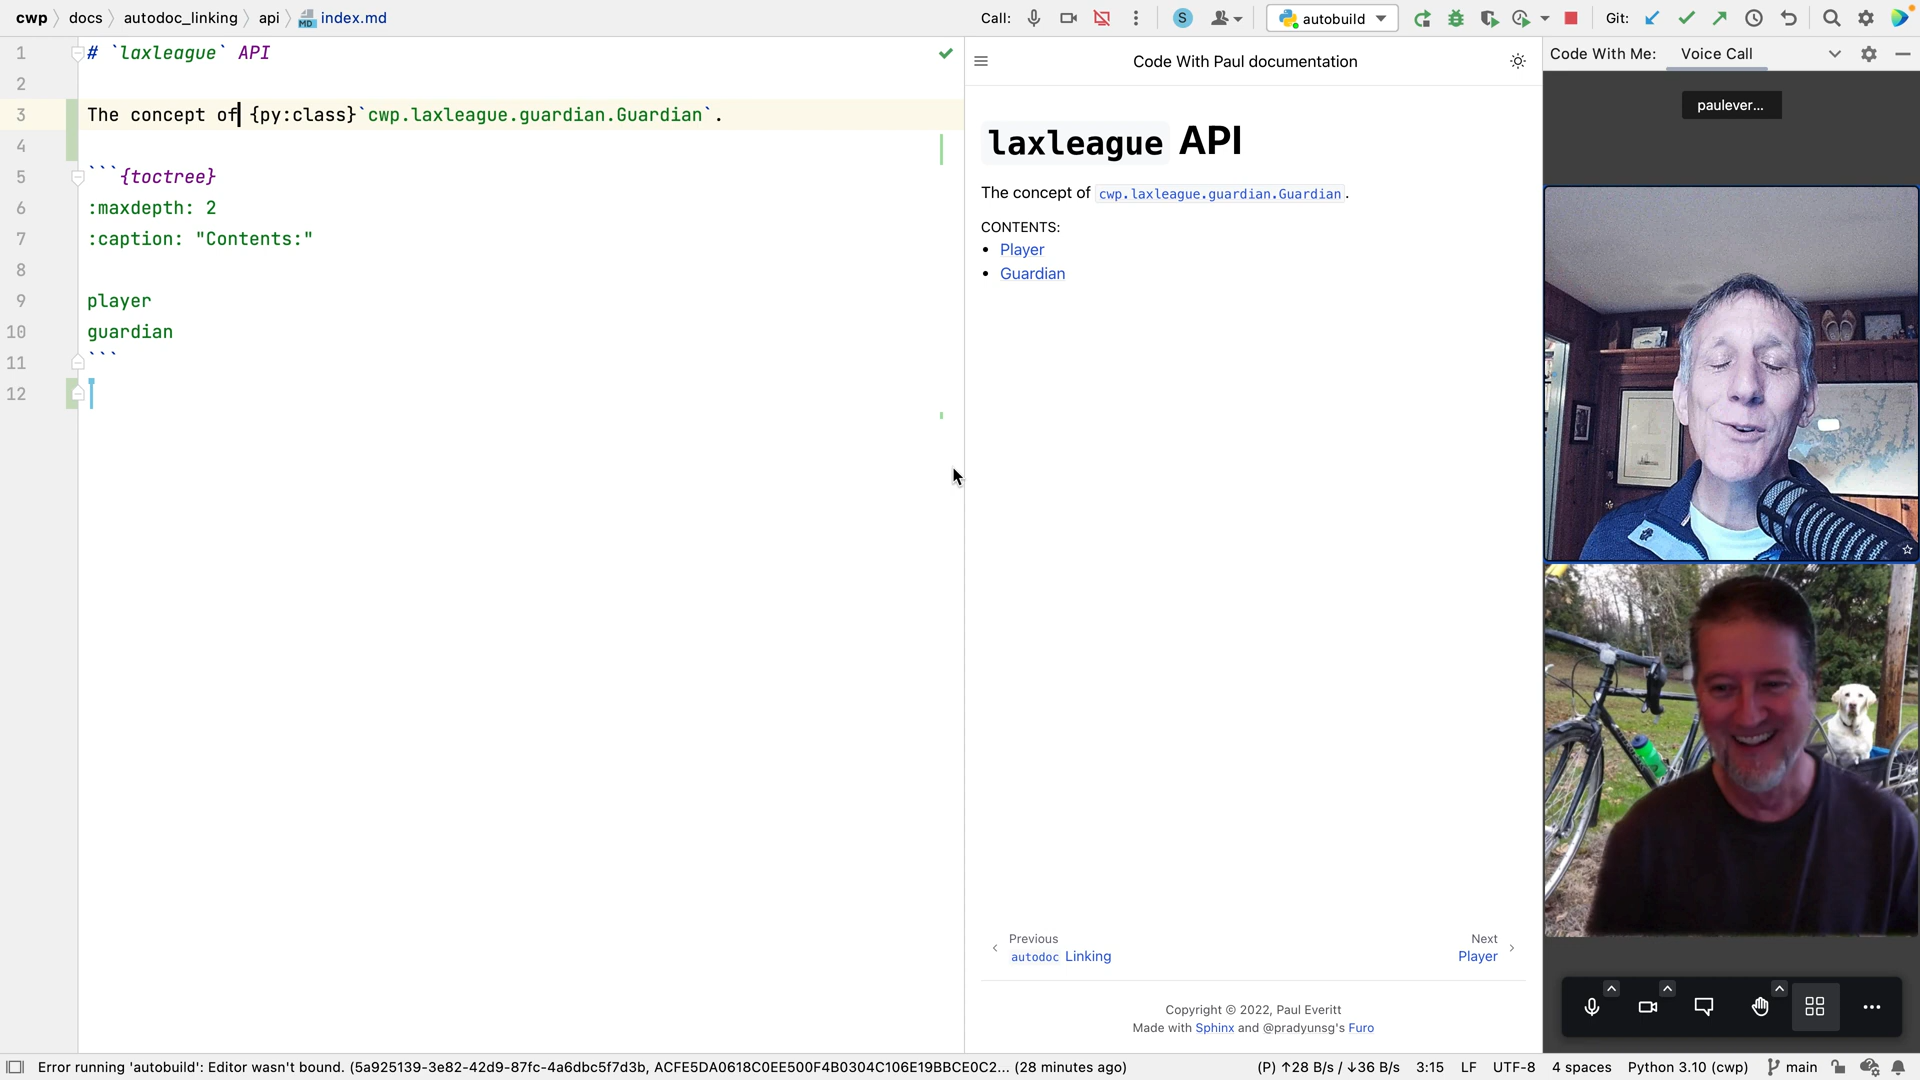 cwp docs autodoc_linking api index.md
Call: S autobuild Git:
1 # `laxleague` API
2
3 The concept of {py:class}`cwp.laxleague.guardian.Guardian`.
4
5 ```{toctree}
6 :maxdepth: 2
7 :caption: "Contents:"
8
9 player
10 guardian
11 ```
12
Code With Paul documentation
laxleague API
The concept of cwp.laxleague.guardian.Guardian.
CONTENTS:
• Player
• Guardian
Previous
autodoc Linking
Next
Player
Copyright © 2022, Paul Everitt
Made with Sphinx and @pradyunsg's Furo
Code With Me: Voice Call
paulever...
Error running 'autobuild': Editor wasn't bound. (5a925139-3e82-42d9-87fc-4a6dbc5f7d3b, ACFE5DA0618C0EE500F4B0304C106E19BBCE0C2... (28 minutes ago) (P) ↑28 B/s / ↓36 B/s 3:15 LF UTF-8 4 spaces Python 3.10 (cwp) main